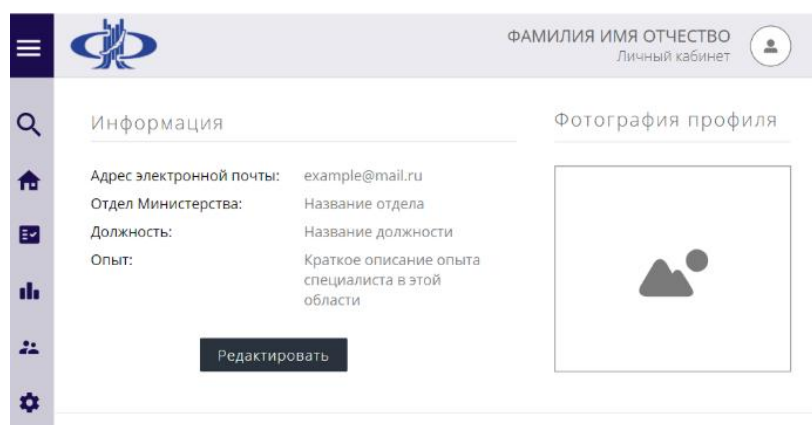 ФАМИЛИЯ ИМЯ ОТЧЕСТВО
Личный кабинет
Информация
Адрес электронной почты: example@mail.ru
Отдел Министерства: Название отдела
Должность: Название должности
Опыт: Краткое описание опыта
специалиста в этой
области
Редактировать
Фотография профиля